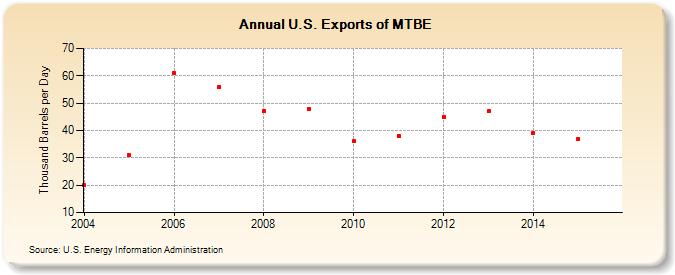 Annual U.S. Exports of MTBE
Thousand Barrels per Day
70
60
50
40
30
20
10
2004 2006 2008 2010 2012 2014
Source: U.S. Energy Information Administration